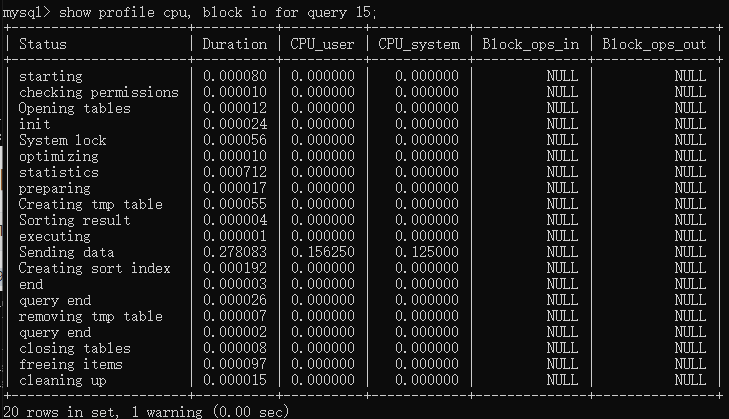 mysql> show profile cpu, block io for query 15;
+----------------------+----------+----------+------------+--------------+---------------+
| Status               | Duration | CPU_user | CPU_system | Block_ops_in | Block_ops_out |
+----------------------+----------+----------+------------+--------------+---------------+
| starting             | 0.000080 | 0.000000 | 0.000000 | NULL | NULL |
| checking permissions | 0.000010 | 0.000000 | 0.000000 | NULL | NULL |
| Opening tables       | 0.000012 | 0.000000 | 0.000000 | NULL | NULL |
| init                 | 0.000024 | 0.000000 | 0.000000 | NULL | NULL |
| System lock          | 0.000056 | 0.000000 | 0.000000 | NULL | NULL |
| optimizing           | 0.000010 | 0.000000 | 0.000000 | NULL | NULL |
| statistics           | 0.000712 | 0.000000 | 0.000000 | NULL | NULL |
| preparing            | 0.000017 | 0.000000 | 0.000000 | NULL | NULL |
| Creating tmp table   | 0.000055 | 0.000000 | 0.000000 | NULL | NULL |
| Sorting result       | 0.000004 | 0.000000 | 0.000000 | NULL | NULL |
| executing            | 0.000001 | 0.000000 | 0.000000 | NULL | NULL |
| Sending data         | 0.278083 | 0.156250 | 0.125000 | NULL | NULL |
| Creating sort index  | 0.000192 | 0.000000 | 0.000000 | NULL | NULL |
| end                  | 0.000003 | 0.000000 | 0.000000 | NULL | NULL |
| query end            | 0.000026 | 0.000000 | 0.000000 | NULL | NULL |
| removing tmp table   | 0.000007 | 0.000000 | 0.000000 | NULL | NULL |
| query end            | 0.000002 | 0.000000 | 0.000000 | NULL | NULL |
| closing tables       | 0.000008 | 0.000000 | 0.000000 | NULL | NULL |
| freeing items        | 0.000097 | 0.000000 | 0.000000 | NULL | NULL |
| cleaning up          | 0.000015 | 0.000000 | 0.000000 | NULL | NULL |
+----------------------+----------+----------+------------+--------------+---------------+
20 rows in set, 1 warning (0.00 sec)